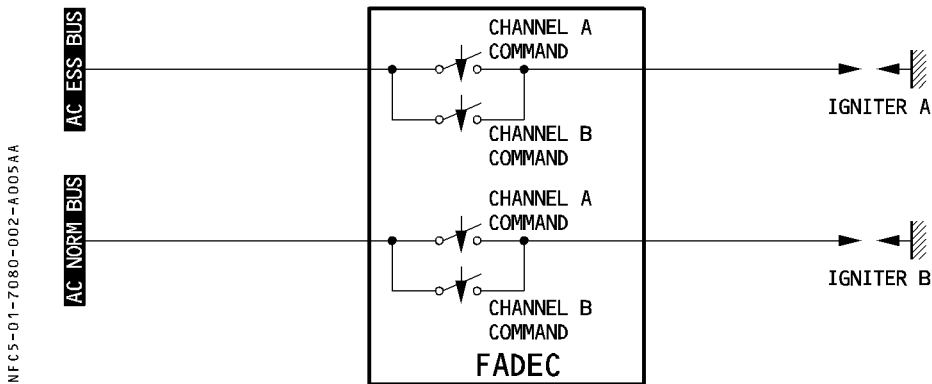 AC ESS BUS
CHANNEL A
COMMAND
IGNITER A
CHANNEL B
COMMAND
AC NORM BUS
CHANNEL A
COMMAND
IGNITER B
CHANNEL B
COMMAND
FADEC
NFC5-01-7080-002-A005AA